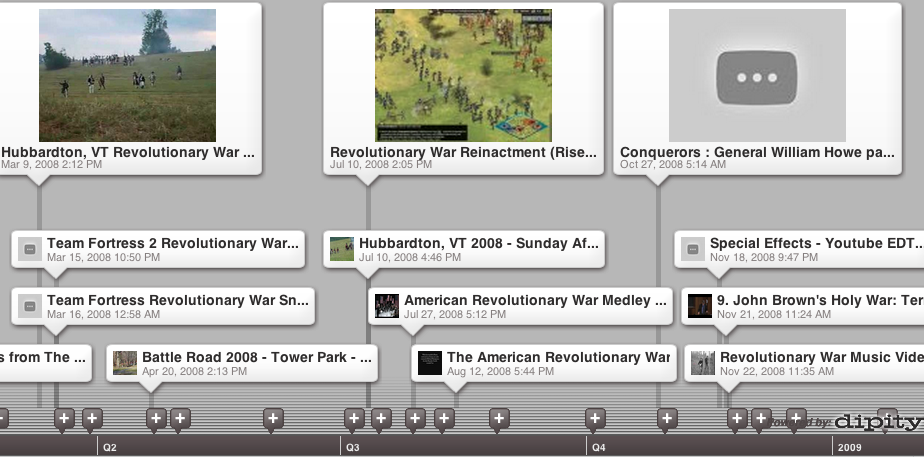 Hubbardton, VT Revolutionary War ...
Mar 9, 2008 2:12 PM
Revolutionary War Reinactment (Rise...
Jul 10, 2008 2:05 PM
Conquerors : General William Howe pa...
Oct 27, 2008 5:14 AM
Team Fortress 2 Revolutionary War...
Mar 15, 2008 10:50 PM
Hubbardton, VT 2008 - Sunday Af...
Jul 10, 2008 4:46 PM
Special Effects - Youtube EDT...
Nov 18, 2008 9:47 PM
Team Fortress Revolutionary War Sn...
Mar 16, 2008 12:58 AM
American Revolutionary War Medley ...
Jul 27, 2008 5:12 PM
9. John Brown's Holy War: Ter
Nov 21, 2008 11:24 AM
s from The ...
Battle Road 2008 - Tower Park - ...
Apr 20, 2008 2:13 PM
The American Revolutionary War
Aug 12, 2008 5:44 PM
Revolutionary War Music Vide
Nov 22, 2008 11:35 AM
Powered by: dipity
Q2
Q3
Q4
2009